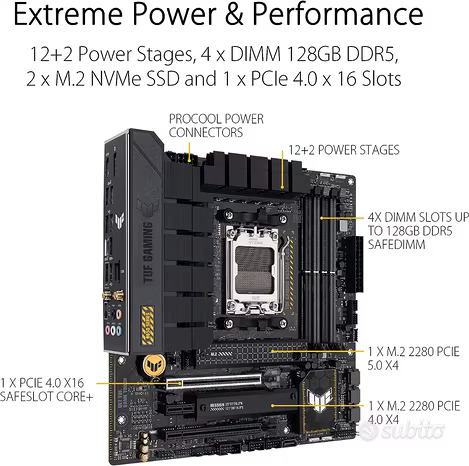 Extreme Power & Performance
12+2 Power Stages, 4 x DIMM 128GB DDR5,
2 x M.2 NVMe SSD and 1 x PCIe 4.0 x 16 Slots
PROCOOL POWER
CONNECTORS
12+2 POWER STAGES
4X DIMM SLOTS UP
TO 128GB DDR5
SAFEDIMM
TUF GAMING
M.2
1 X M.2 2280 PCIE
5.0 X4
1 X PCIE 4.0 X16
SAFESLOT CORE+
1 X M.2 2280 PCIE
4.0 X4
subito